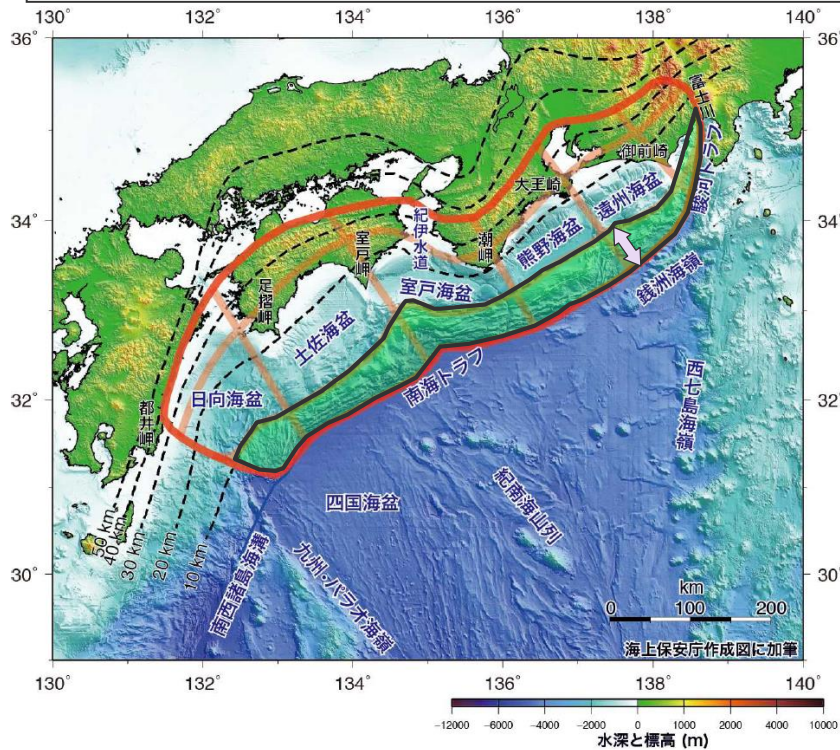 130° 132° 134° 136° 138° 140°
36°
34°
32°
30°
富士川
駿河トラフ
御前崎
大王崎
遠州海盆
熊野海盆
紀伊水道
潮岬
室戸岬
室戸海盆
銭洲海嶺
足摺岬
土佐海盆
南海トラフ
日向海盆
都井岬
西七島海嶺
四国海盆
紀南海山列
50 km
40 km
30 km
20 km
10 km
南西諸島海溝
九州・パラオ海嶺
km
0 100 200
海上保安庁作成図に加筆
130° 132° 134° 136° 138° 140°
-12000 -6000 -4000 -2000 0 1000 2000 4000 10000
水深と標高 (m)